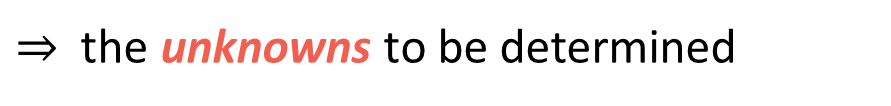 ⇒ the unknowns to be determined